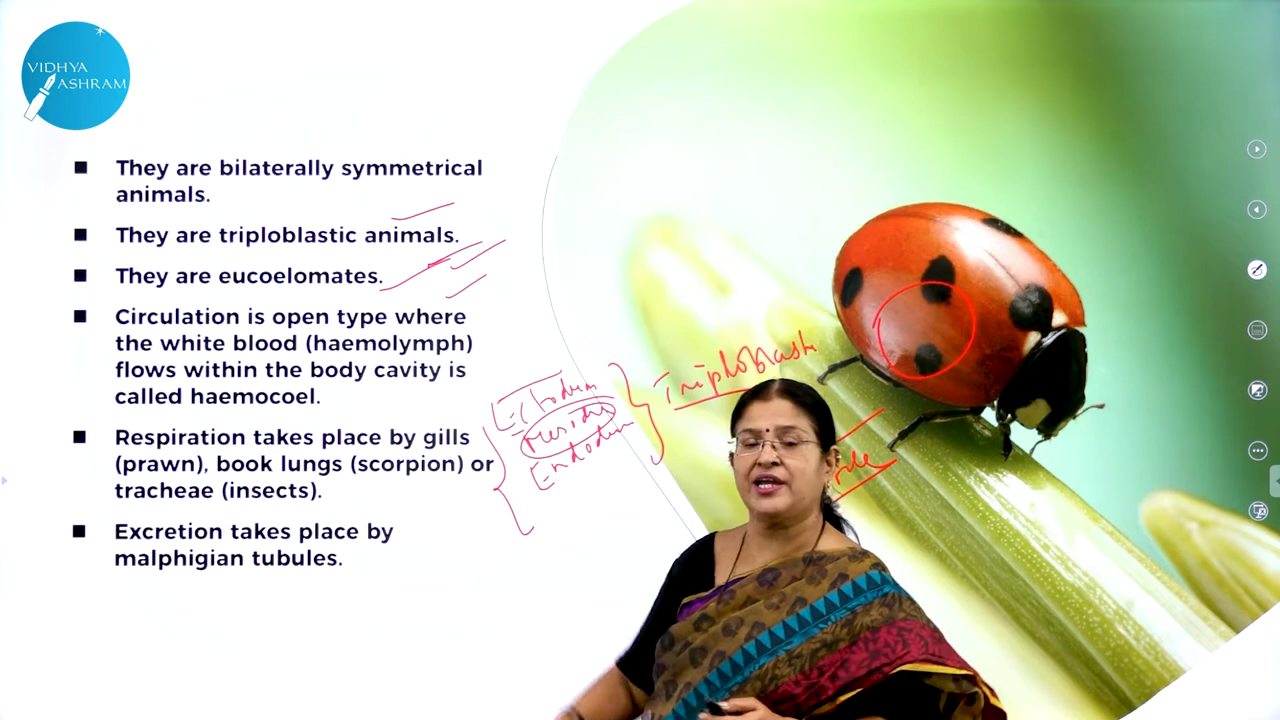 VIDHYA
ASHRAM
■ They are bilaterally symmetrical
animals.
■ They are triploblastic animals.
■ They are eucoelomates.
■ Circulation is open type where
the white blood (haemolymph)
flows within the body cavity is
called haemocoel.
■ Respiration takes place by gills
(prawn), book lungs (scorpion) or
tracheae (insects).
■ Excretion takes place by
malphigian tubules.
Ectoderm
Endoderm